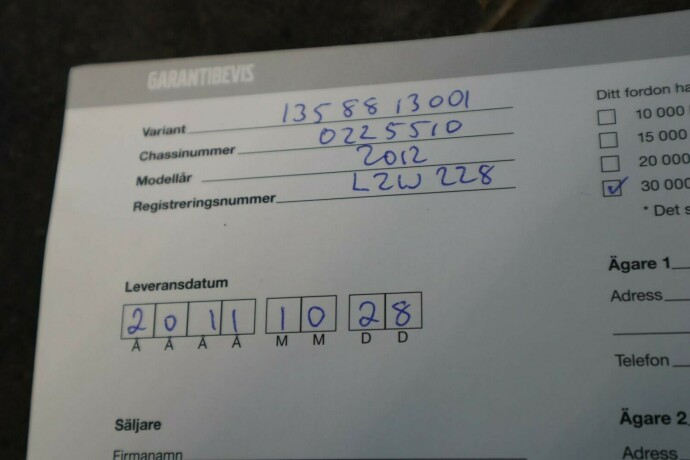 GARANTIBEVIS
Variant 1358813001
Chassinummer 0225510
Modellår 2012
Registreringsnummer LZW 228
Ditt fordon ha
10 000
15 000
20 000
30 000
* Det s
Leveransdatum
2 0 1 1 1 0 2 8
Å Å Å Å M M D D
Ägare 1
Adress
Telefon
Säljare
Firmanamn
Ägare 2
Adress